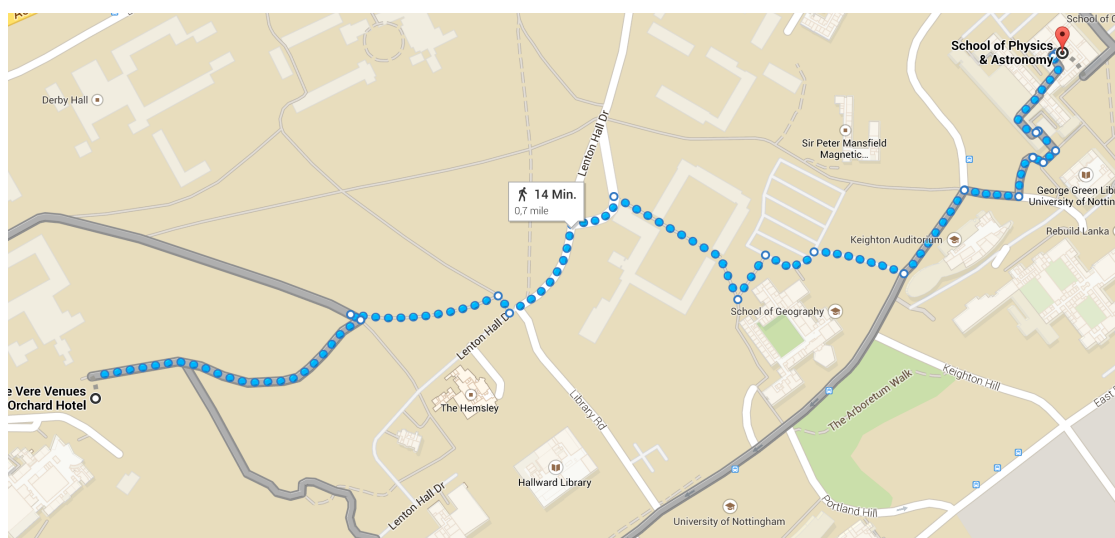 School of C
School of Physics
& Astronomy
Derby Hall
Lenton Hall Dr
Sir Peter Mansfield
Magnetic...
14 Min.
0,7 mile
George Green Libr
University of Nottin
Keighton Auditorium
Rebuild Lanka
School of Geography
Lenton Hall Dr
e Vere Venues
Orchard Hotel
The Hemsley
Library Rd
Keighton Hill
The Arboretum Walk
East
Hallward Library
Lenton Hall Dr
Portland Hill
University of Nottingham